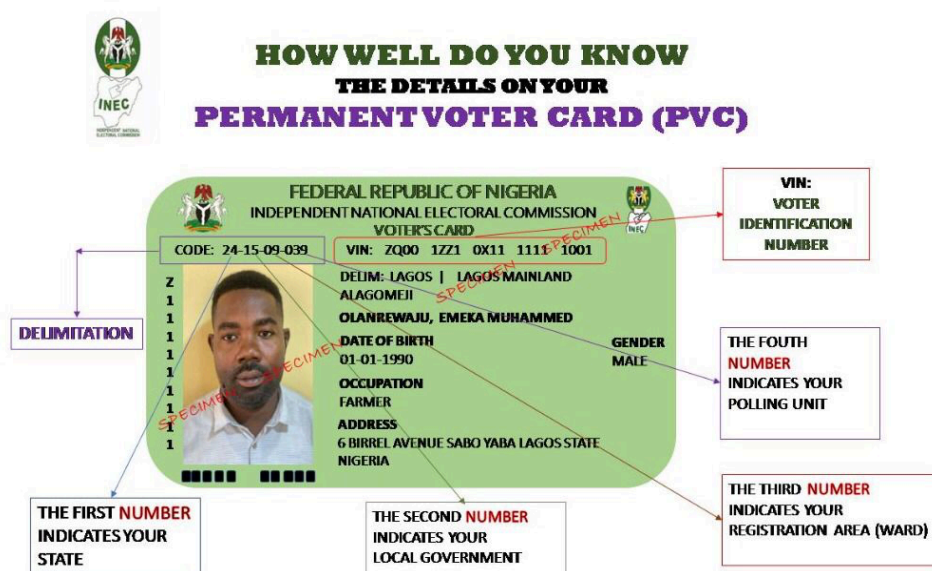 INEC
INDEPENDENT NATIONAL
ELECTORAL COMMISSION
HOW WELL DO YOU KNOW
THE DETAILS ON YOUR
PERMANENT VOTER CARD (PVC)
FEDERAL REPUBLIC OF NIGERIA
INDEPENDENT NATIONAL ELECTORAL COMMISSION
VOTER'S CARD
INEC
CODE: 24-15-09-039
VIN: ZQ00 1ZZ1 0X11 1111 1001
DELIM: LAGOS | LAGOS MAINLAND
ALAGOMEJI
OLANREWAJU, EMEKA MUHAMMED
DATE OF BIRTH
01-01-1990
GENDER
MALE
OCCUPATION
FARMER
ADDRESS
6 BIRREL AVENUE SABO YABA LAGOS STATE
NIGERIA
Z
1
1
1
1
1
1
1
1
1
SPECIMEN
SPECIMEN
SPECIMEN
SPECIMEN
VIN:
VOTER
IDENTIFICATION
NUMBER
DELIMITATION
THE FOUTH
NUMBER
INDICATES YOUR
POLLING UNIT
THE FIRST NUMBER
INDICATES YOUR
STATE
THE SECOND NUMBER
INDICATES YOUR
LOCAL GOVERNMENT
THE THIRD NUMBER
INDICATES YOUR
REGISTRATION AREA (WARD)